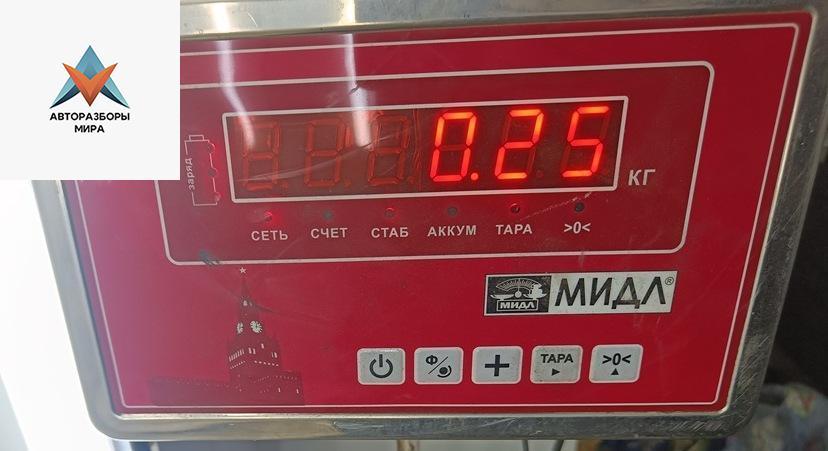 АВТОРАЗБОРЫ
МИРА
заряд
0.25
КГ
СЕТЬ СЧЕТ СТАБ АККУМ ТАРА >0<
МИДЛ МИДЛ®
Ф/ + ТАРА >0<